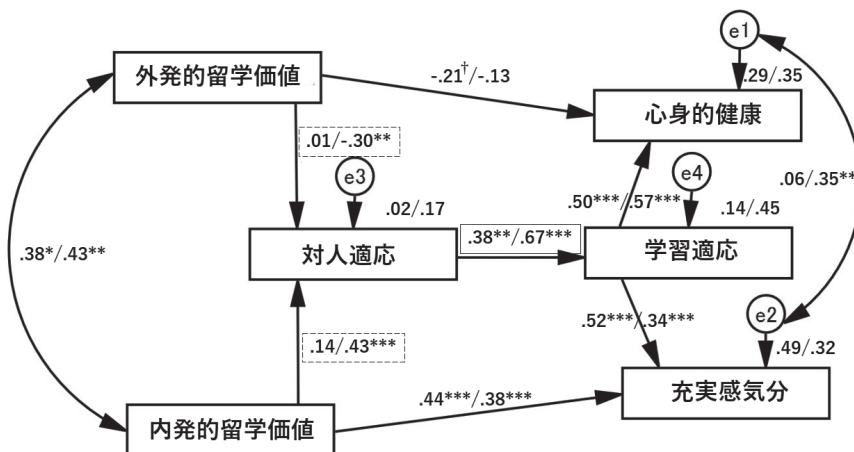 e1
外発的留学価値
-.21†/-.13
.29/.35
心身的健康
.01/-.30**
e3
e4
.06/.35**
.50***/.57***
.02/.17
.14/.45
.38*/.43**
対人適応
.38**/.67***
学習適応
e2
.52***/.34***
.14/.43***
.49/.32
.44***/.38***
充実感気分
内発的留学価値